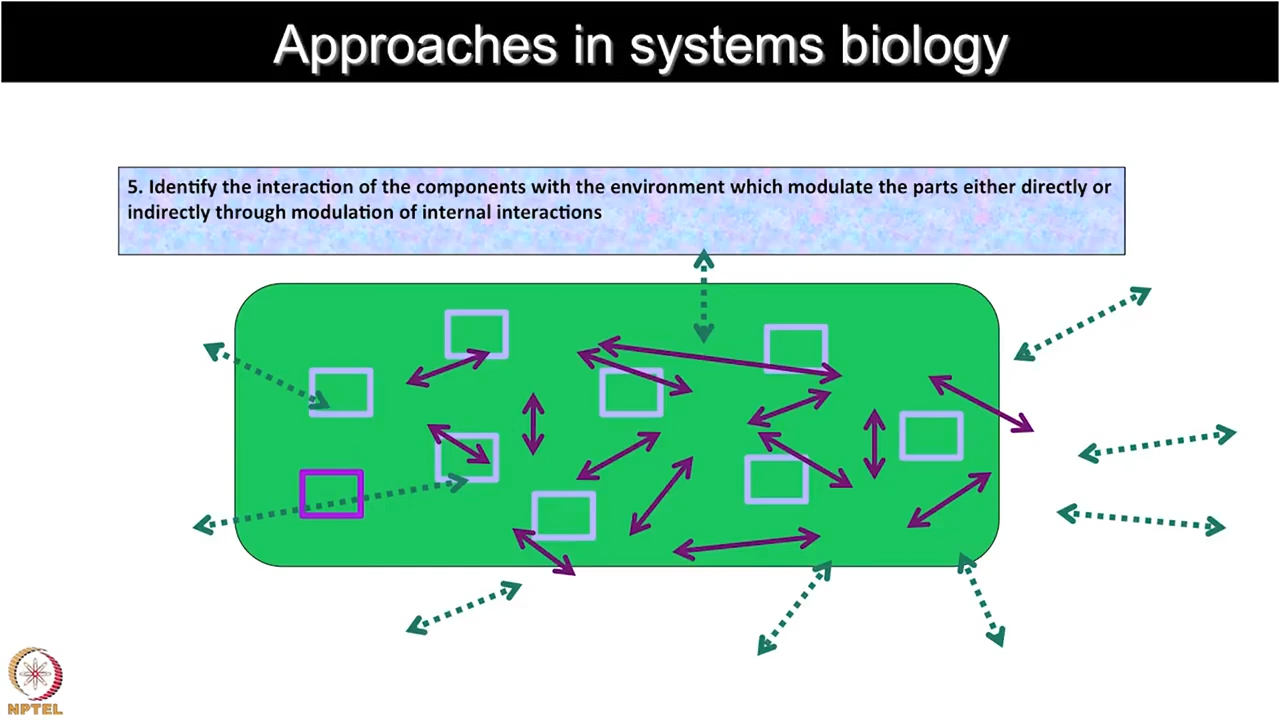 Approaches in systems biology
5. Identify the interaction of the components with the environment which modulate the parts either directly or
indirectly through modulation of internal interactions
NPTEL